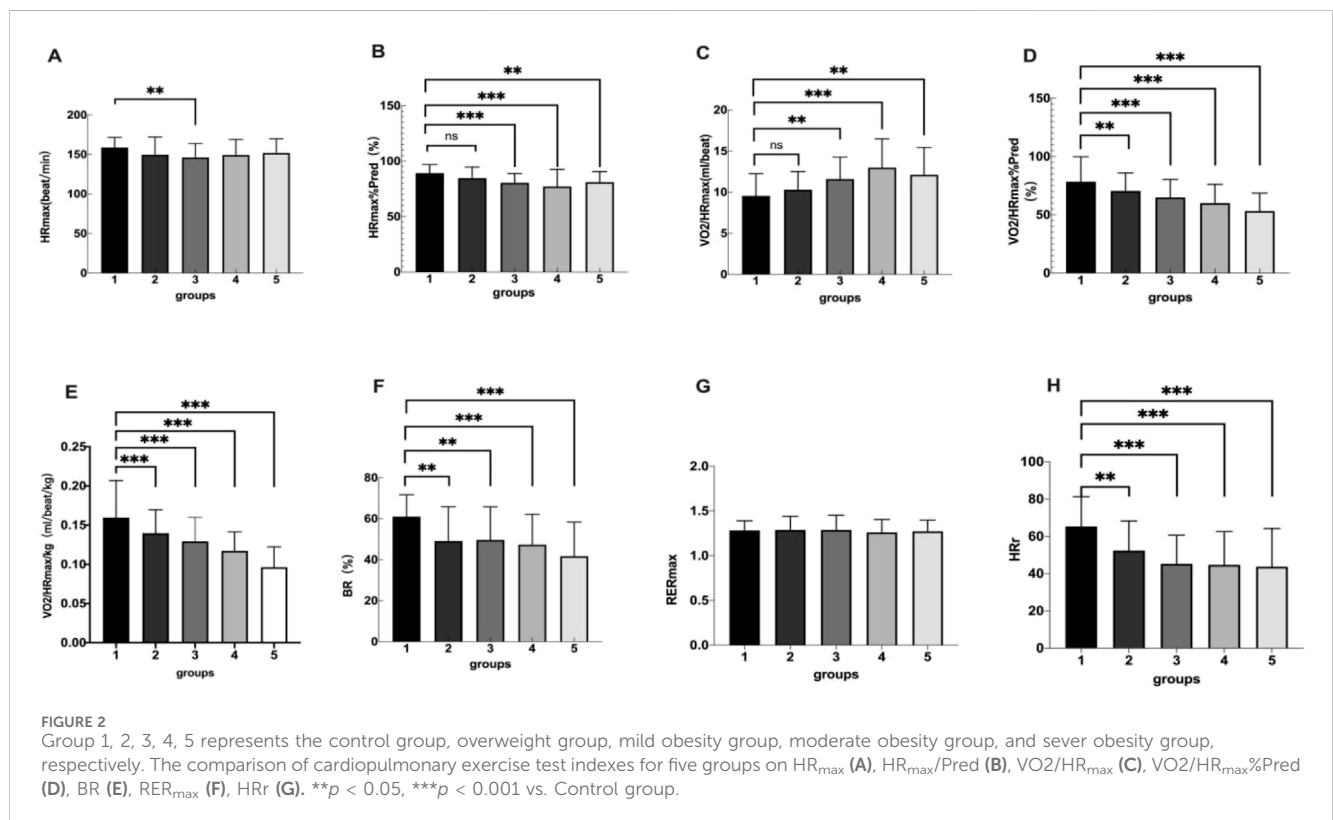 A
**
HRmax(beat/min)
200
150
100
50
0
1 2 3 4 5
groups
B
**
***
***
ns
HRmax%Pred (%)
150
100
50
0
1 2 3 4 5
groups
C
**
***
**
ns
VO2/HRmax(ml/beat)
20
15
10
5
0
1 2 3 4 5
groups
D
***
***
***
**
VO2/HRmax%Pred
(%)
150
100
50
0
1 2 3 4 5
groups
E
***
***
***
***
VO2/HRmax/kg (ml/beat/kg)
0.25
0.20
0.15
0.10
0.05
0.00
1 2 3 4 5
groups
F
***
***
**
**
BR (%)
80
60
40
20
0
1 2 3 4 5
groups
G
RERmax
2.0
1.5
1.0
0.5
0.0
1 2 3 4 5
groups
H
***
***
***
**
HRr
100
80
60
40
20
0
1 2 3 4 5
groups
FIGURE 2
Group 1, 2, 3, 4, 5 represents the control group, overweight group, mild obesity group, moderate obesity group, and sever obesity group,
respectively. The comparison of cardiopulmonary exercise test indexes for five groups on HRmax (A), HRmax/Pred (B), VO2/HRmax (C), VO2/HRmax%Pred
(D), BR (E), RERmax (F), HRr (G). **p < 0.05, ***p < 0.001 vs. Control group.